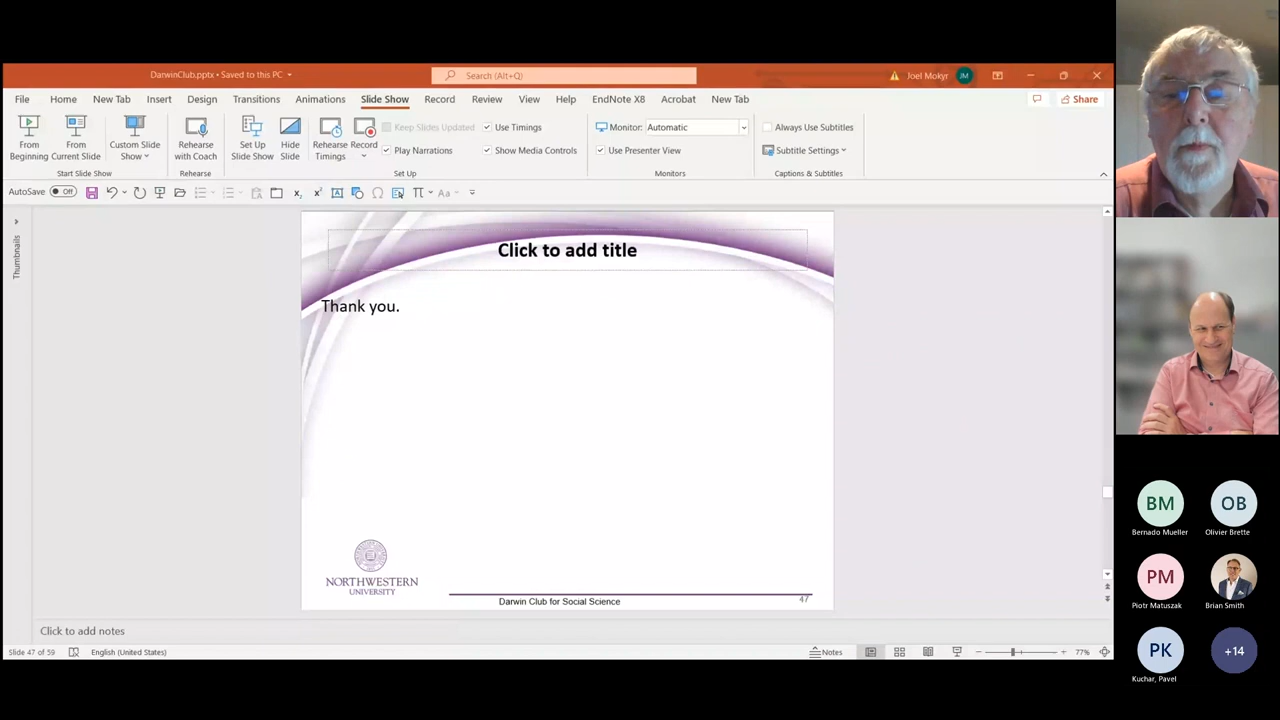 DarwinClub.pptx • Saved to this PC
Search (Alt+Q)
Joel Mokyr
JM
File Home New Tab Insert Design Transitions Animations Slide Show Record Review View Help EndNote X8 Acrobat New Tab
Share
From Beginning
From Current Slide
Custom Slide Show
Start Slide Show
Rehearse with Coach
Rehearse
Set Up Slide Show
Hide Slide
Rehearse Timings
Record
Keep Slides Updated
Use Timings
Play Narrations
Show Media Controls
Set Up
Monitor: Automatic
Use Presenter View
Monitors
Always Use Subtitles
Subtitle Settings
Captions & Subtitles
AutoSave Off
Thumbnails
Click to add title
Thank you.
NORTHWESTERN
UNIVERSITY
Darwin Club for Social Science
47
Click to add notes
Slide 47 of 59
English (United States)
Notes
77%
BM
Bernado Mueller
OB
Olivier Brette
PM
Piotr Matuszak
Brian Smith
PK
Kuchar, Pavel
+14